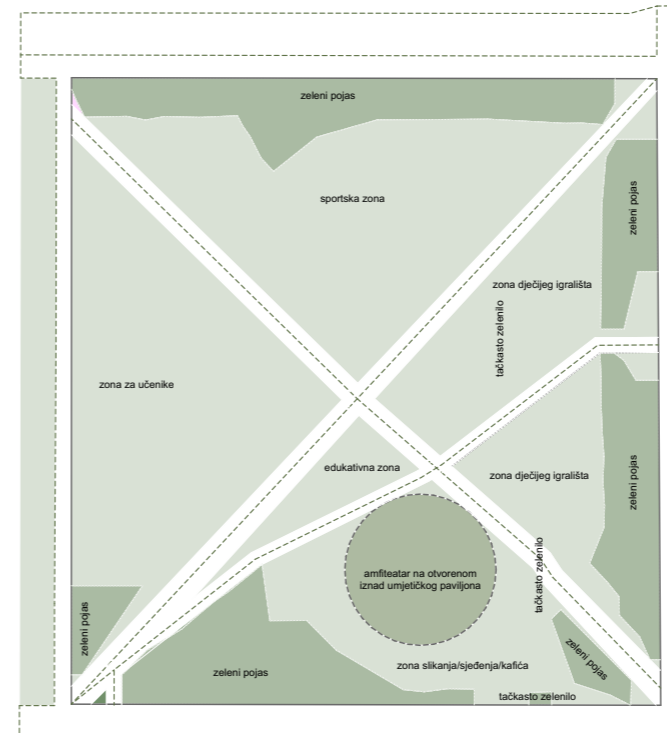 zeleni pojas
sportska zona
zeleni pojas
zona dječijeg igrališta
tačkasto zelenilo
zona za učenike
edukativna zona
zona dječijeg igrališta
zeleni pojas
amfiteatar na otvorenom
iznad umjetičkog paviljona
tačkasto zelenilo
zeleni pojas
zeleni pojas
zona slikanja/sjeđenja/kafića
zeleni pojas
tačkasto zelenilo